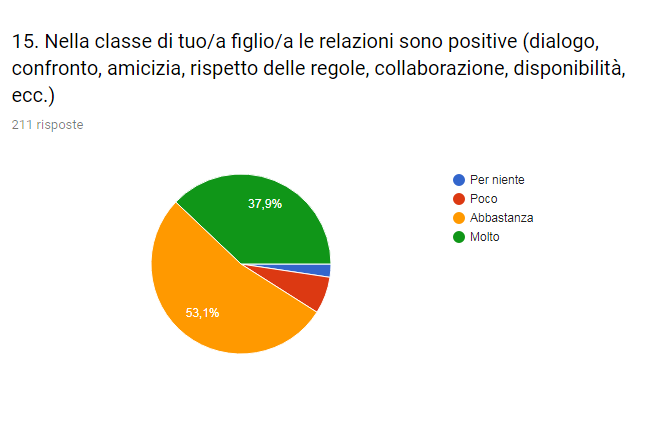 15. Nella classe di tuo/a figlio/a le relazioni sono positive (dialogo,
confronto, amicizia, rispetto delle regole, collaborazione, disponibilità,
ecc.)
211 risposte
37,9%
53,1%
Per niente
Poco
Abbastanza
Molto